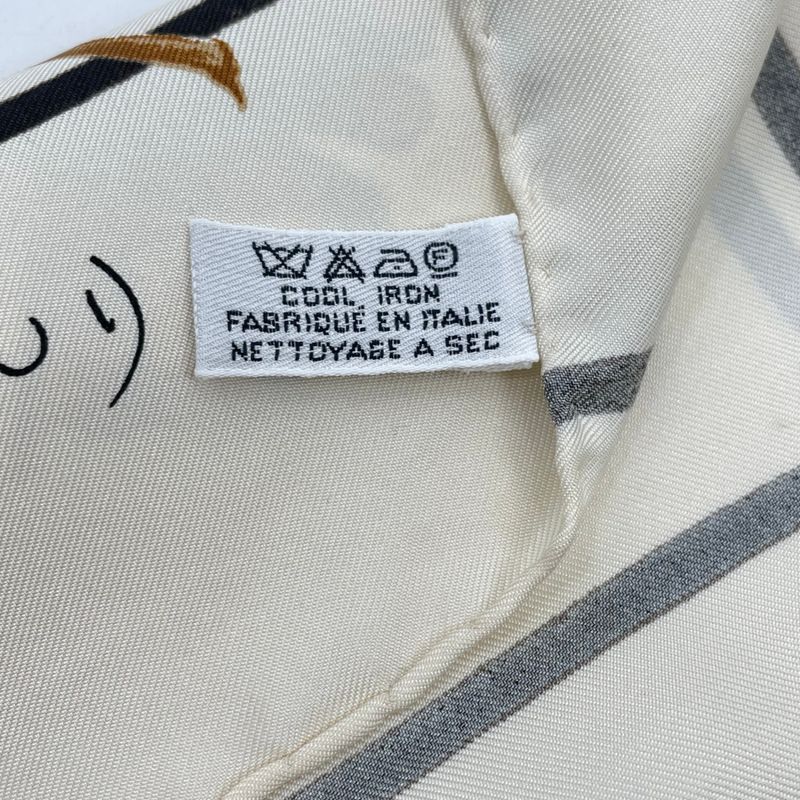 F
COOL IRON
FABRIQUÉ EN ITALIE
NETTOYAGE A SEC